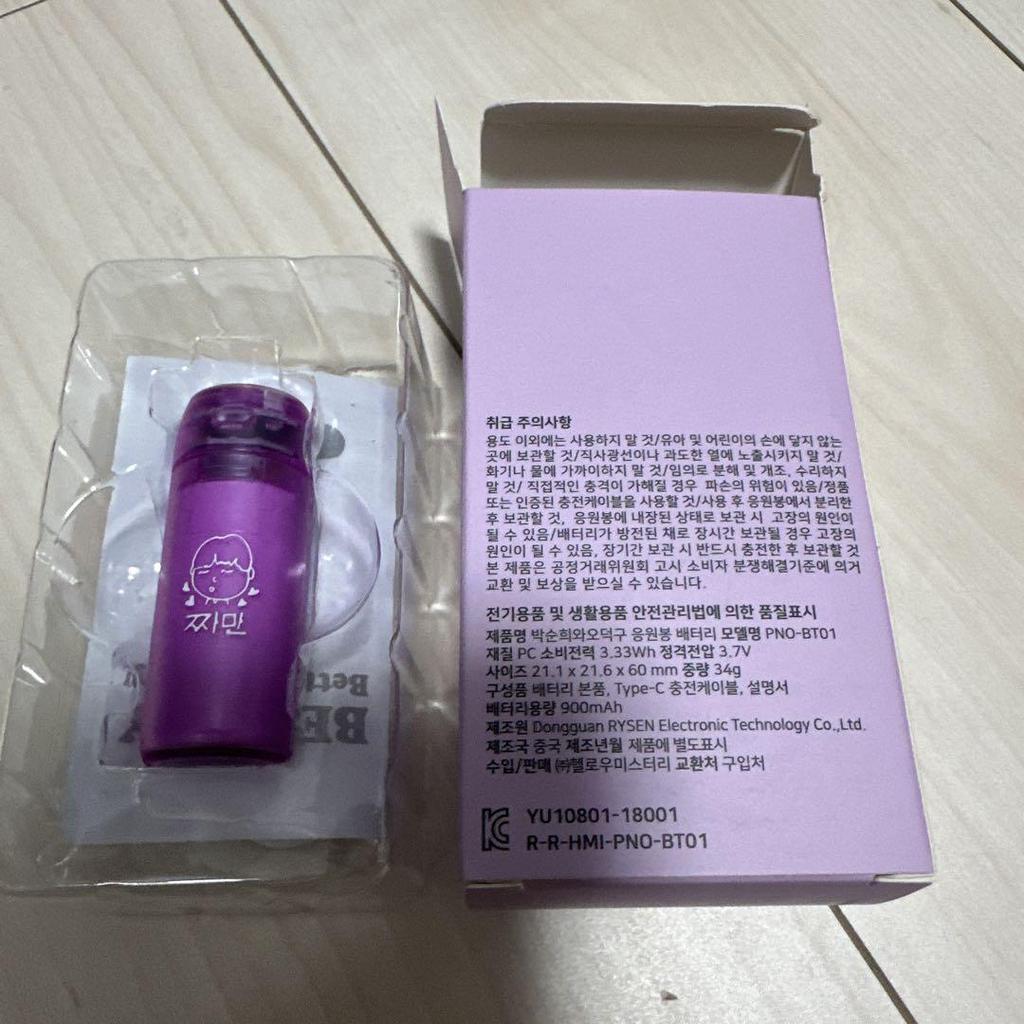 짜만
취급 주의사항
용도 이외에는 사용하지 말 것/유아 및 어린이의 손에 닿지 않는
곳에 보관할 것/직사광선이나 과도한 열에 노출시키지 말 것/
화기나 물에 가까이하지 말 것/임의로 분해 및 개조, 수리하지
말 것/ 직접적인 충격이 가해질 경우 파손의 위험이 있음/정품
또는 인증된 충전케이블을 사용할 것/사용 후 응원봉에서 분리한
후 보관할 것, 응원봉에 내장된 상태로 보관 시 고장의 원인이
될 수 있음/배터리가 방전된 채로 장시간 보관될 경우 고장의
원인이 될 수 있음, 장기간 보관 시 반드시 충전한 후 보관할 것
본 제품은 공정거래위원회 고시 소비자 분쟁해결기준에 의거
교환 및 보상을 받으실 수 있습니다.
전기용품 및 생활용품 안전관리법에 의한 품질표시
제품명 박순희와오덕구 응원봉 배터리 모델명 PNO-BT01
재질 PC 소비전력 3.33Wh 정격전압 3.7V
사이즈 21.1 x 21.6 x 60 mm 중량 34g
구성품 배터리 본품, Type-C 충전케이블, 설명서
배터리용량 900mAh
제조원 Dongguan RYSEN Electronic Technology Co.,Ltd.
제조국 중국 제조년월 제품에 별도표시
수입/판매 ㈜헬로우미스터리 교환처 구입처
YU10801-18001
R-R-HMI-PNO-BT01